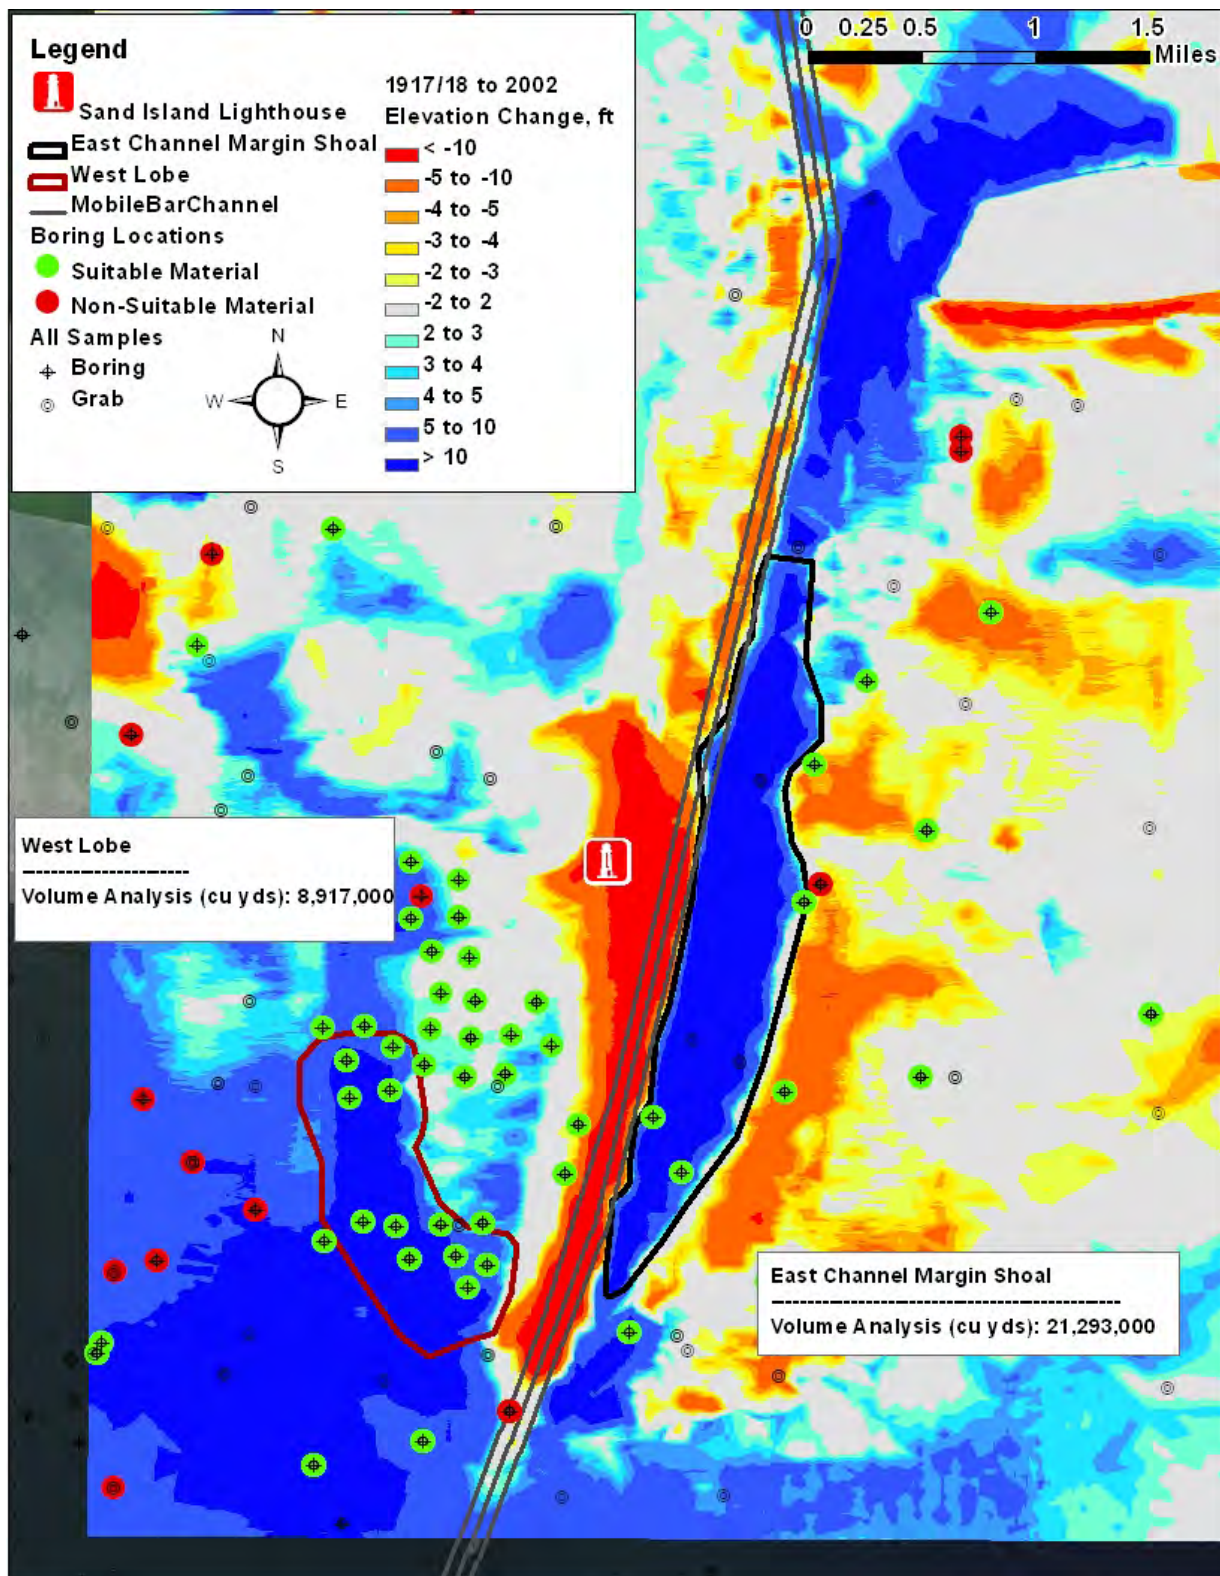 Legend
Sand Island Lighthouse
East Channel Margin Shoal
West Lobe
MobileBarChannel
Boring Locations
Suitable Material
Non-Suitable Material
All Samples
Boring
Grab
N
W
E
S
1917/18 to 2002
Elevation Change, ft
< -10
-5 to -10
-4 to -5
-3 to -4
-2 to -3
-2 to 2
2 to 3
3 to 4
4 to 5
5 to 10
> 10
0 0.25 0.5 1 1.5
Miles
West Lobe
-----------------------
Volume Analysis (cu yds): 8,917,000
East Channel Margin Shoal
------------------------------------------------
Volume Analysis (cu yds): 21,293,000